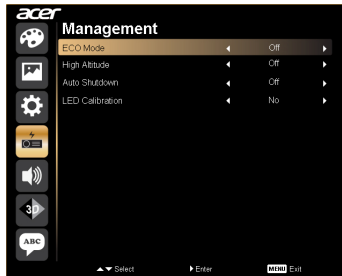 acer
Management
ECO Mode Off
High Altitude Off
Auto Shutdown Off
LED Calibration No
3D
ABC
Select Enter MENU Exit